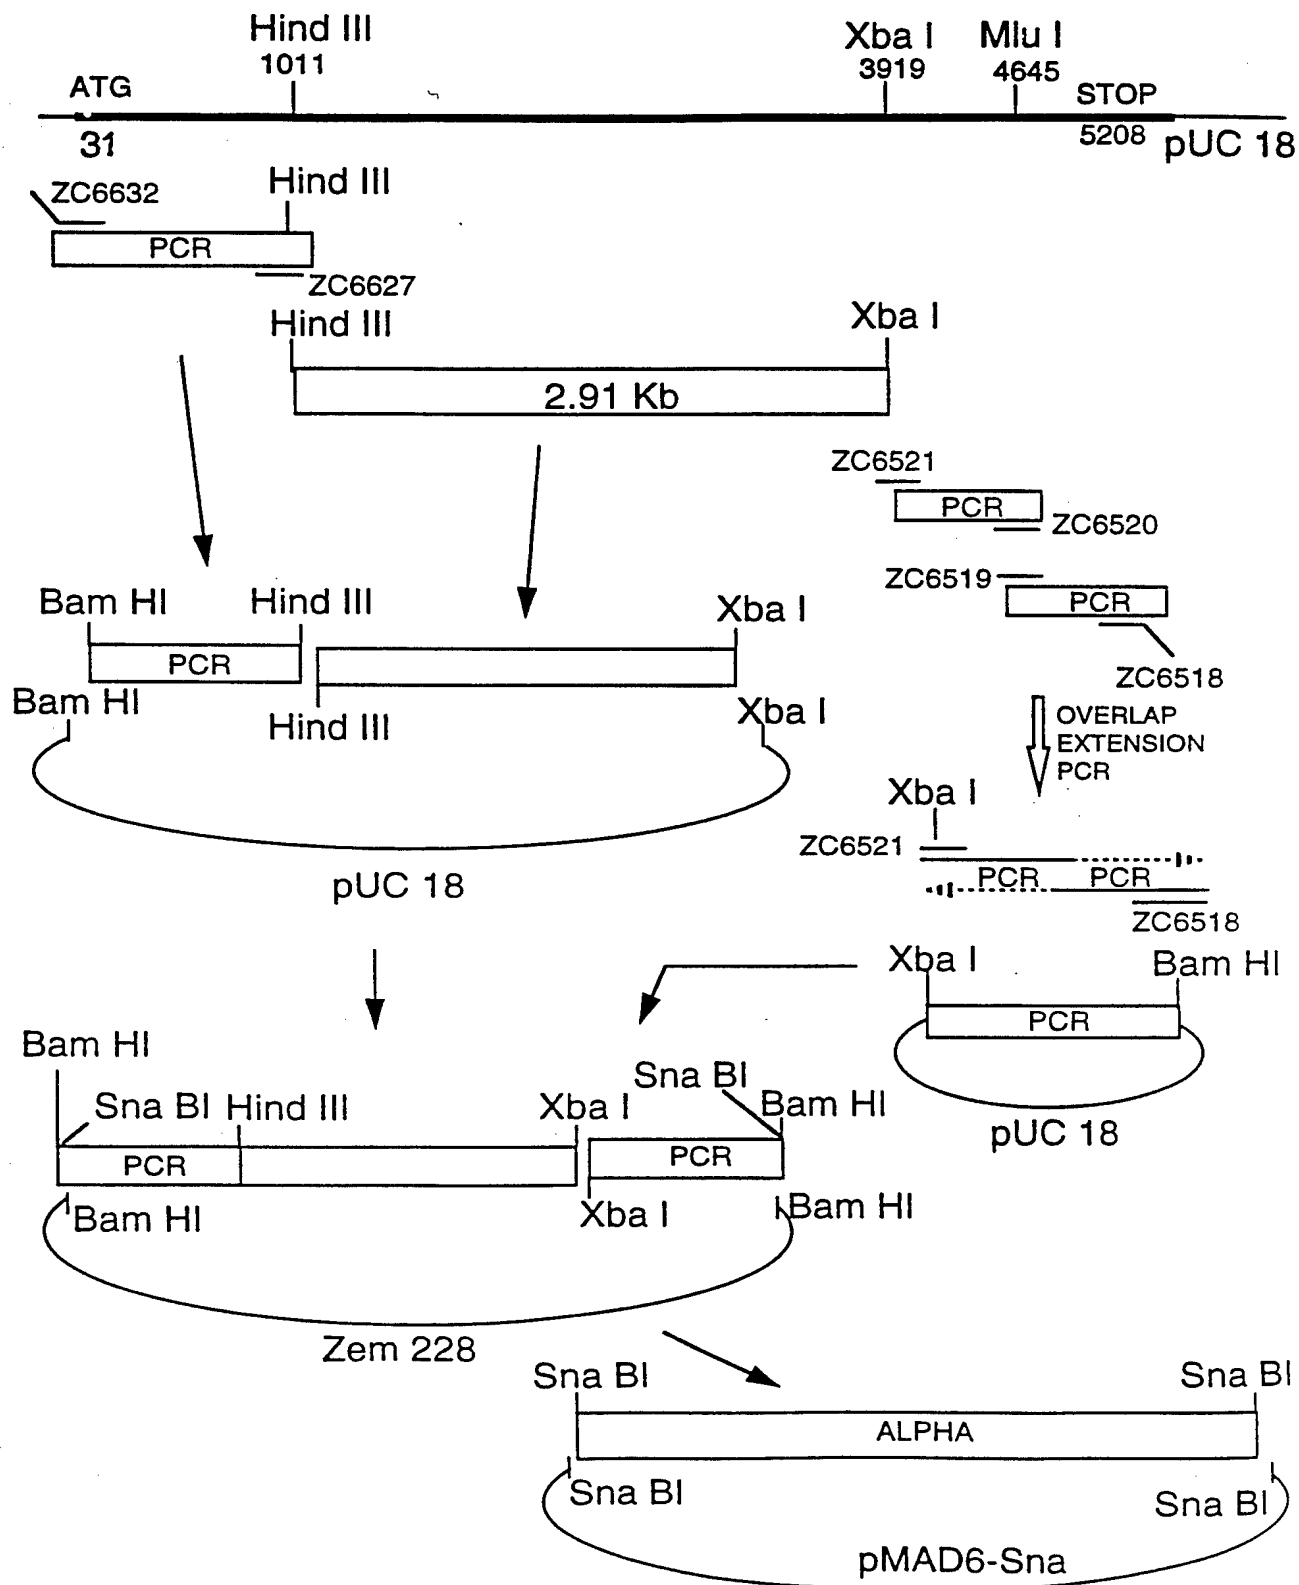 Hind III
1011
Xba I
3919
Mlu I
4645
ATG
STOP
31
5208
pUC 18
ZC6632
Hind III
PCR
ZC6627
Hind III
Xba I
2.91 Kb
ZC6521
PCR
ZC6520
ZC6519
PCR
ZC6518
Bam HI
Hind III
Xba I
PCR
Bam HI
Hind III
Xba I
pUC 18
OVERLAP
EXTENSION
PCR
Xba I
ZC6521
PCR
PCR
ZC6518
Xba I
Bam HI
PCR
pUC 18
Bam HI
Sna BI
Hind III
Xba I
Sna BI
Bam HI
PCR
PCR
Bam HI
Xba I
Bam HI
Zem 228
Sna BI
Sna BI
ALPHA
Sna BI
Sna BI
pMAD6-Sna